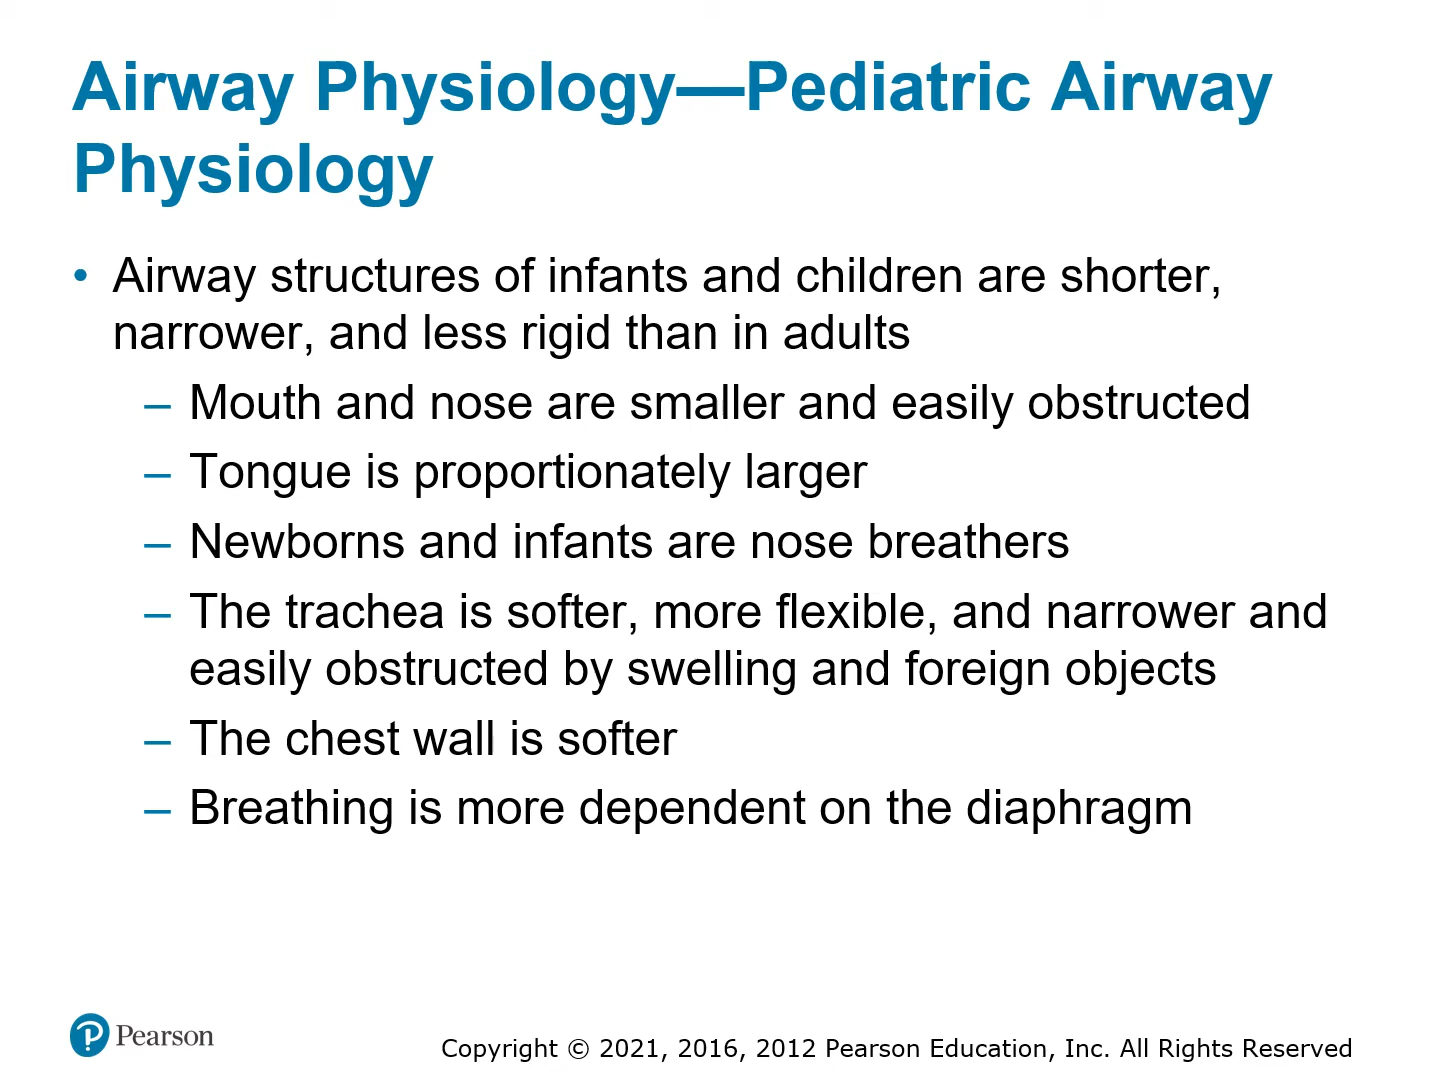 Airway Physiology—Pediatric Airway
Physiology
• Airway structures of infants and children are shorter,
narrower, and less rigid than in adults
– Mouth and nose are smaller and easily obstructed
– Tongue is proportionately larger
– Newborns and infants are nose breathers
– The trachea is softer, more flexible, and narrower and
easily obstructed by swelling and foreign objects
– The chest wall is softer
– Breathing is more dependent on the diaphragm
Pearson
Copyright © 2021, 2016, 2012 Pearson Education, Inc. All Rights Reserved